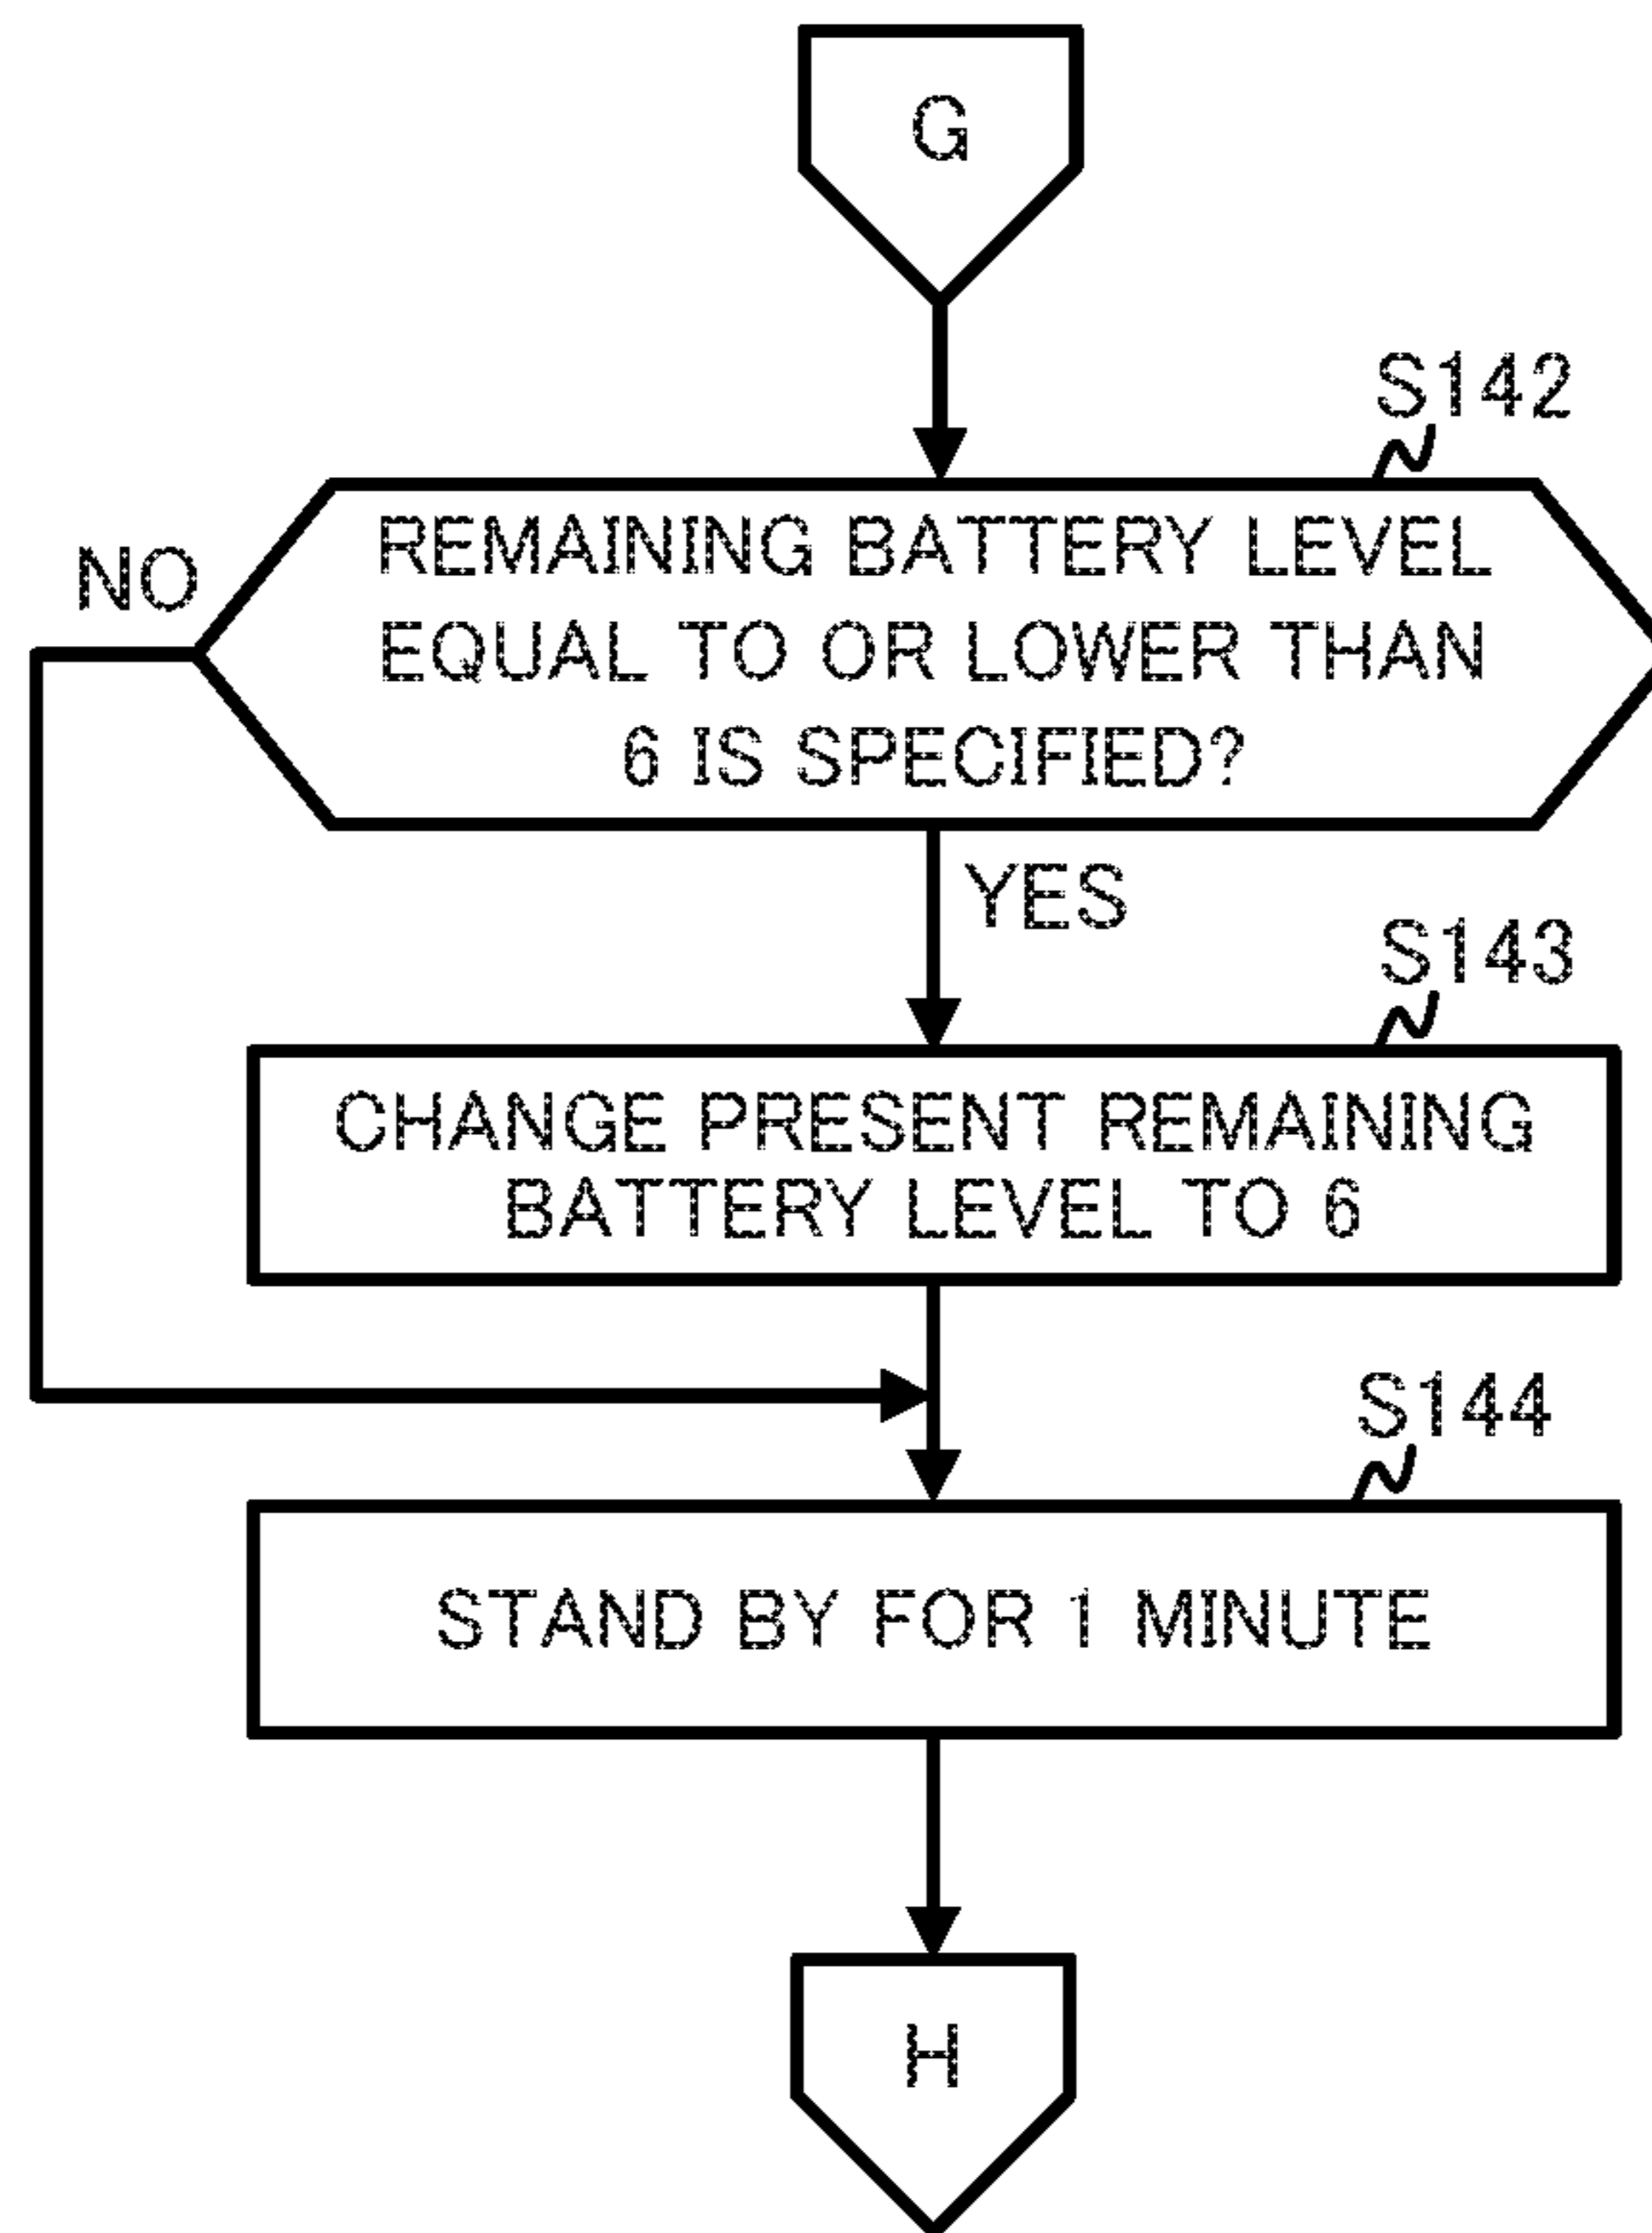 G
S142
NO
REMAINING BATTERY LEVEL
EQUAL TO OR LOWER THAN
6 IS SPECIFIED?
YES
S143
CHANGE PRESENT REMAINING
BATTERY LEVEL TO 6
S144
STAND BY FOR 1 MINUTE
H